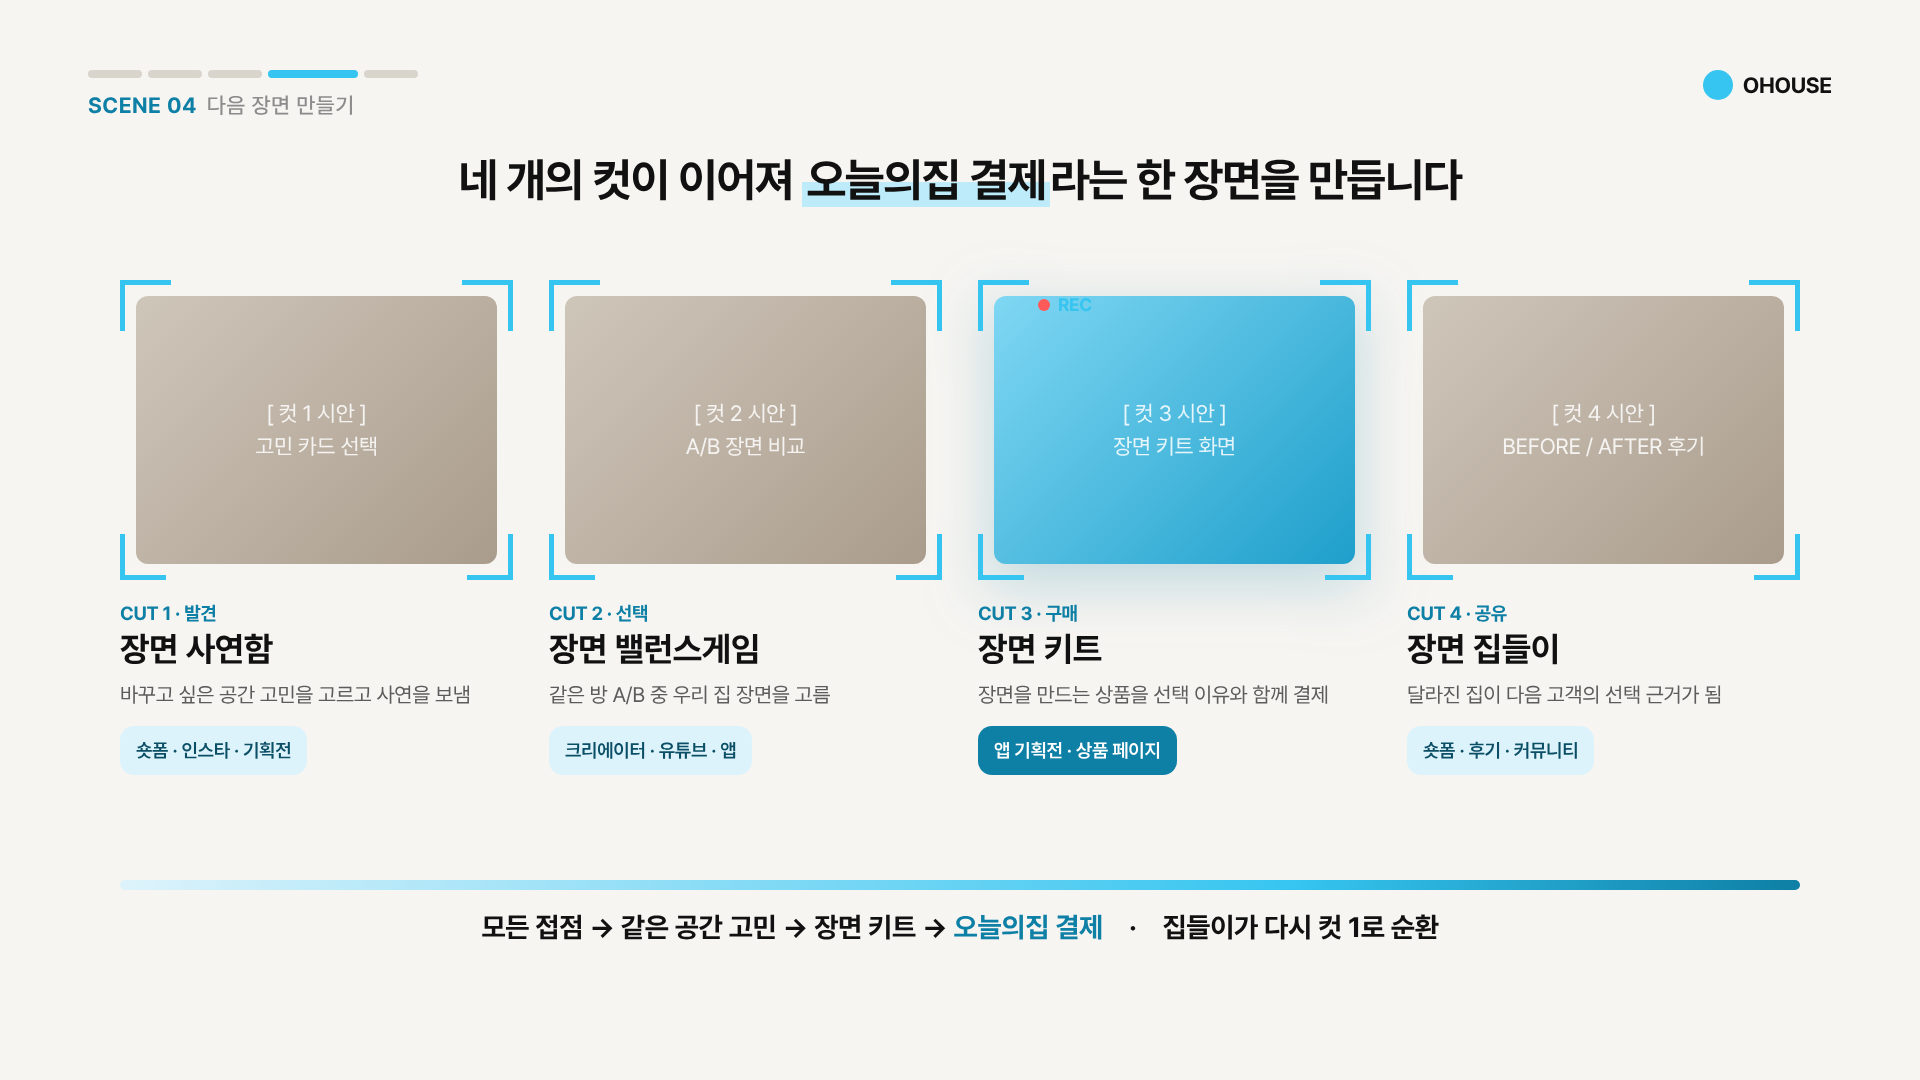 SCENE 04 다음 장면 만들기
OHOUSE
네 개의 컷이 이어져 오늘의집 결제라는 한 장면을 만듭니다
[ 컷 1 시안 ]
고민 카드 선택
CUT 1 · 발견
장면 사연함
바꾸고 싶은 공간 고민을 고르고 사연을 보냄
숏폼 · 인스타 · 기획전
[ 컷 2 시안 ]
A/B 장면 비교
CUT 2 · 선택
장면 밸런스게임
같은 방 A/B 중 우리 집 장면을 고름
크리에이터 · 유튜브 · 앱
REC
[ 컷 3 시안 ]
장면 키트 화면
CUT 3 · 구매
장면 키트
장면을 만드는 상품을 선택 이유와 함께 결제
앱 기획전 · 상품 페이지
[ 컷 4 시안 ]
BEFORE / AFTER 후기
CUT 4 · 공유
장면 집들이
달라진 집이 다음 고객의 선택 근거가 됨
숏폼 · 후기 · 커뮤니티
모든 접점 → 같은 공간 고민 → 장면 키트 → 오늘의집 결제 · 집들이가 다시 컷 1로 순환